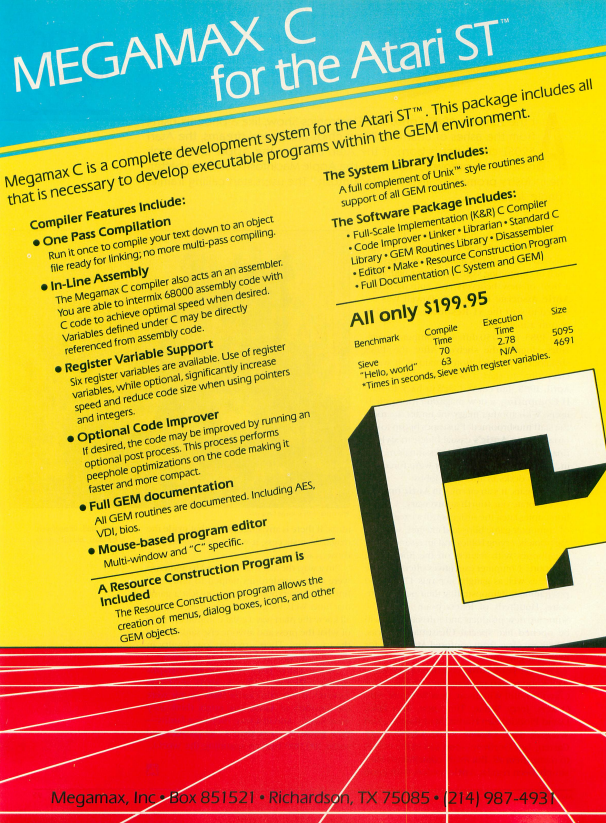 MEGAMAX C
for the Atari ST™
Megamax C is a complete development system for the Atari ST™. This package includes all
that is necessary to develop executable programs within the GEM environment.
Compiler Features Include:
• One Pass Compilation
Run it once to compile your text down to an object
file ready for linking; no more multi-pass compiling.
• In-Line Assembly
The Megamax C compiler also acts an an assembler.
You are able to intermix 68000 assembly code with
C code to achieve optimal speed when desired.
Variables defined under C may be directly
referenced from assembly code.
• Register Variable Support
Six register variables are available. Use of register
variables, while optional, significantly increase
speed and reduce code size when using pointers
and integers.
• Optional Code Improver
If desired, the code may be improved by running an
optional post process. This process performs
peephole optimizations on the code making it
faster and more compact.
• Full GEM documentation
All GEM routines are documented. Including AES,
VDI, bios.
• Mouse-based program editor
Multi-window and "C" specific.
A Resource Construction Program is
Included
The Resource Construction program allows the
creation of menus, dialog boxes, icons, and other
GEM objects.
The System Library Includes:
A full complement of Unix™ style routines and
support of all GEM routines.
The Software Package Includes:
• Full-Scale Implementation (K&R) C Compiler
• Code Improver • Linker • Librarian • Standard C
Library • GEM Routines Library • Disassembler
• Editor • Make • Resource Construction Program
• Full Documentation (C System and GEM)
All only $199.95
Benchmark Compile Time Execution Time Size
Sieve 70 2.78 5095
"Hello, world" 63 N/A 4691
*Times in seconds, Sieve with register variables.
C
Megamax, Inc • Box 851521 • Richardson, TX 75085 • (214) 987-4931